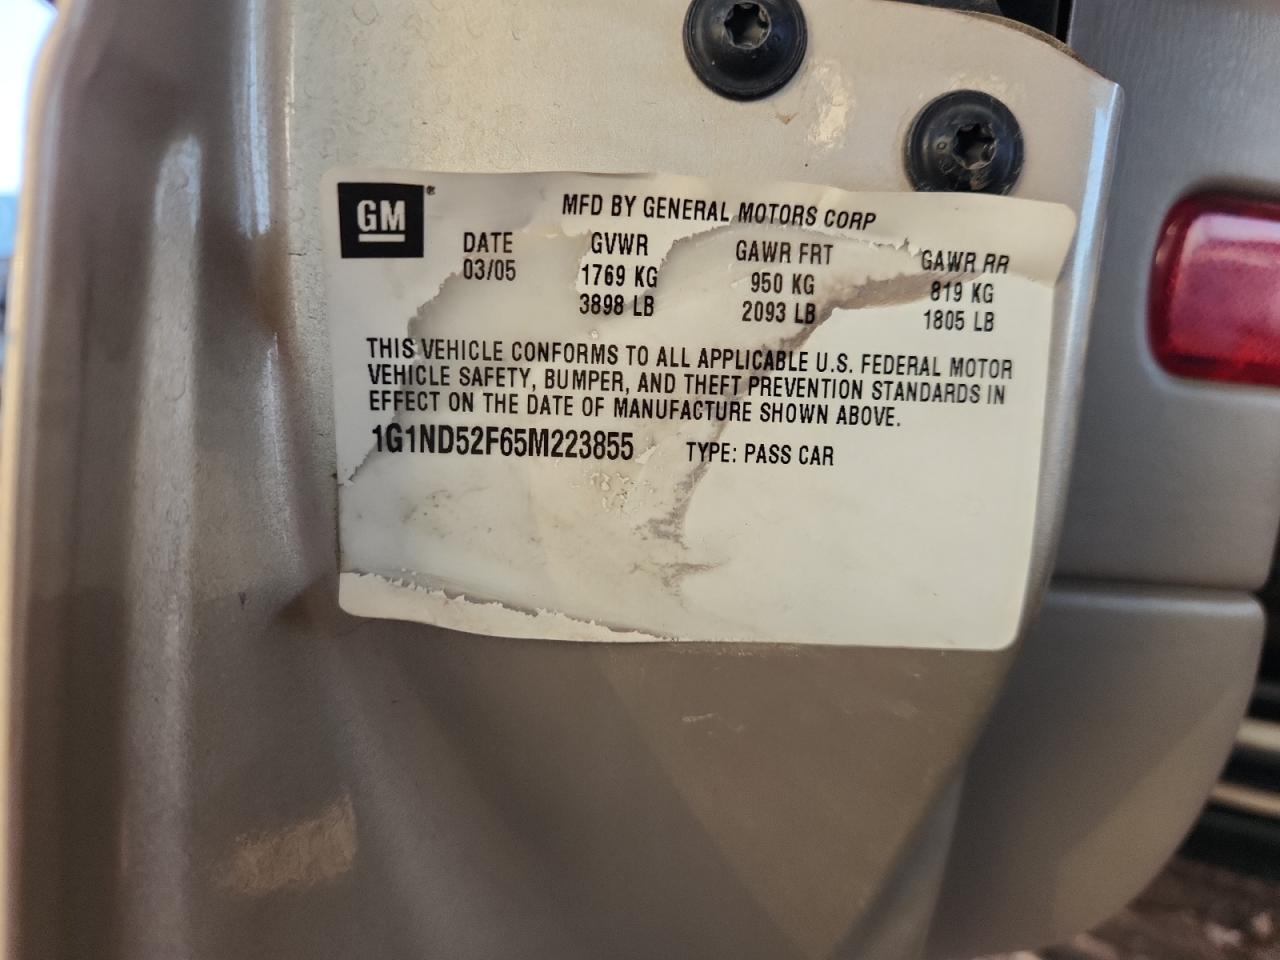 GM®
MFD BY GENERAL MOTORS CORP
DATE GVWR GAWR FRT GAWR RR
03/05 1769 KG 950 KG 819 KG
3898 LB 2093 LB 1805 LB
THIS VEHICLE CONFORMS TO ALL APPLICABLE U.S. FEDERAL MOTOR
VEHICLE SAFETY, BUMPER, AND THEFT PREVENTION STANDARDS IN
EFFECT ON THE DATE OF MANUFACTURE SHOWN ABOVE.
1G1ND52F65M223855 TYPE: PASS CAR